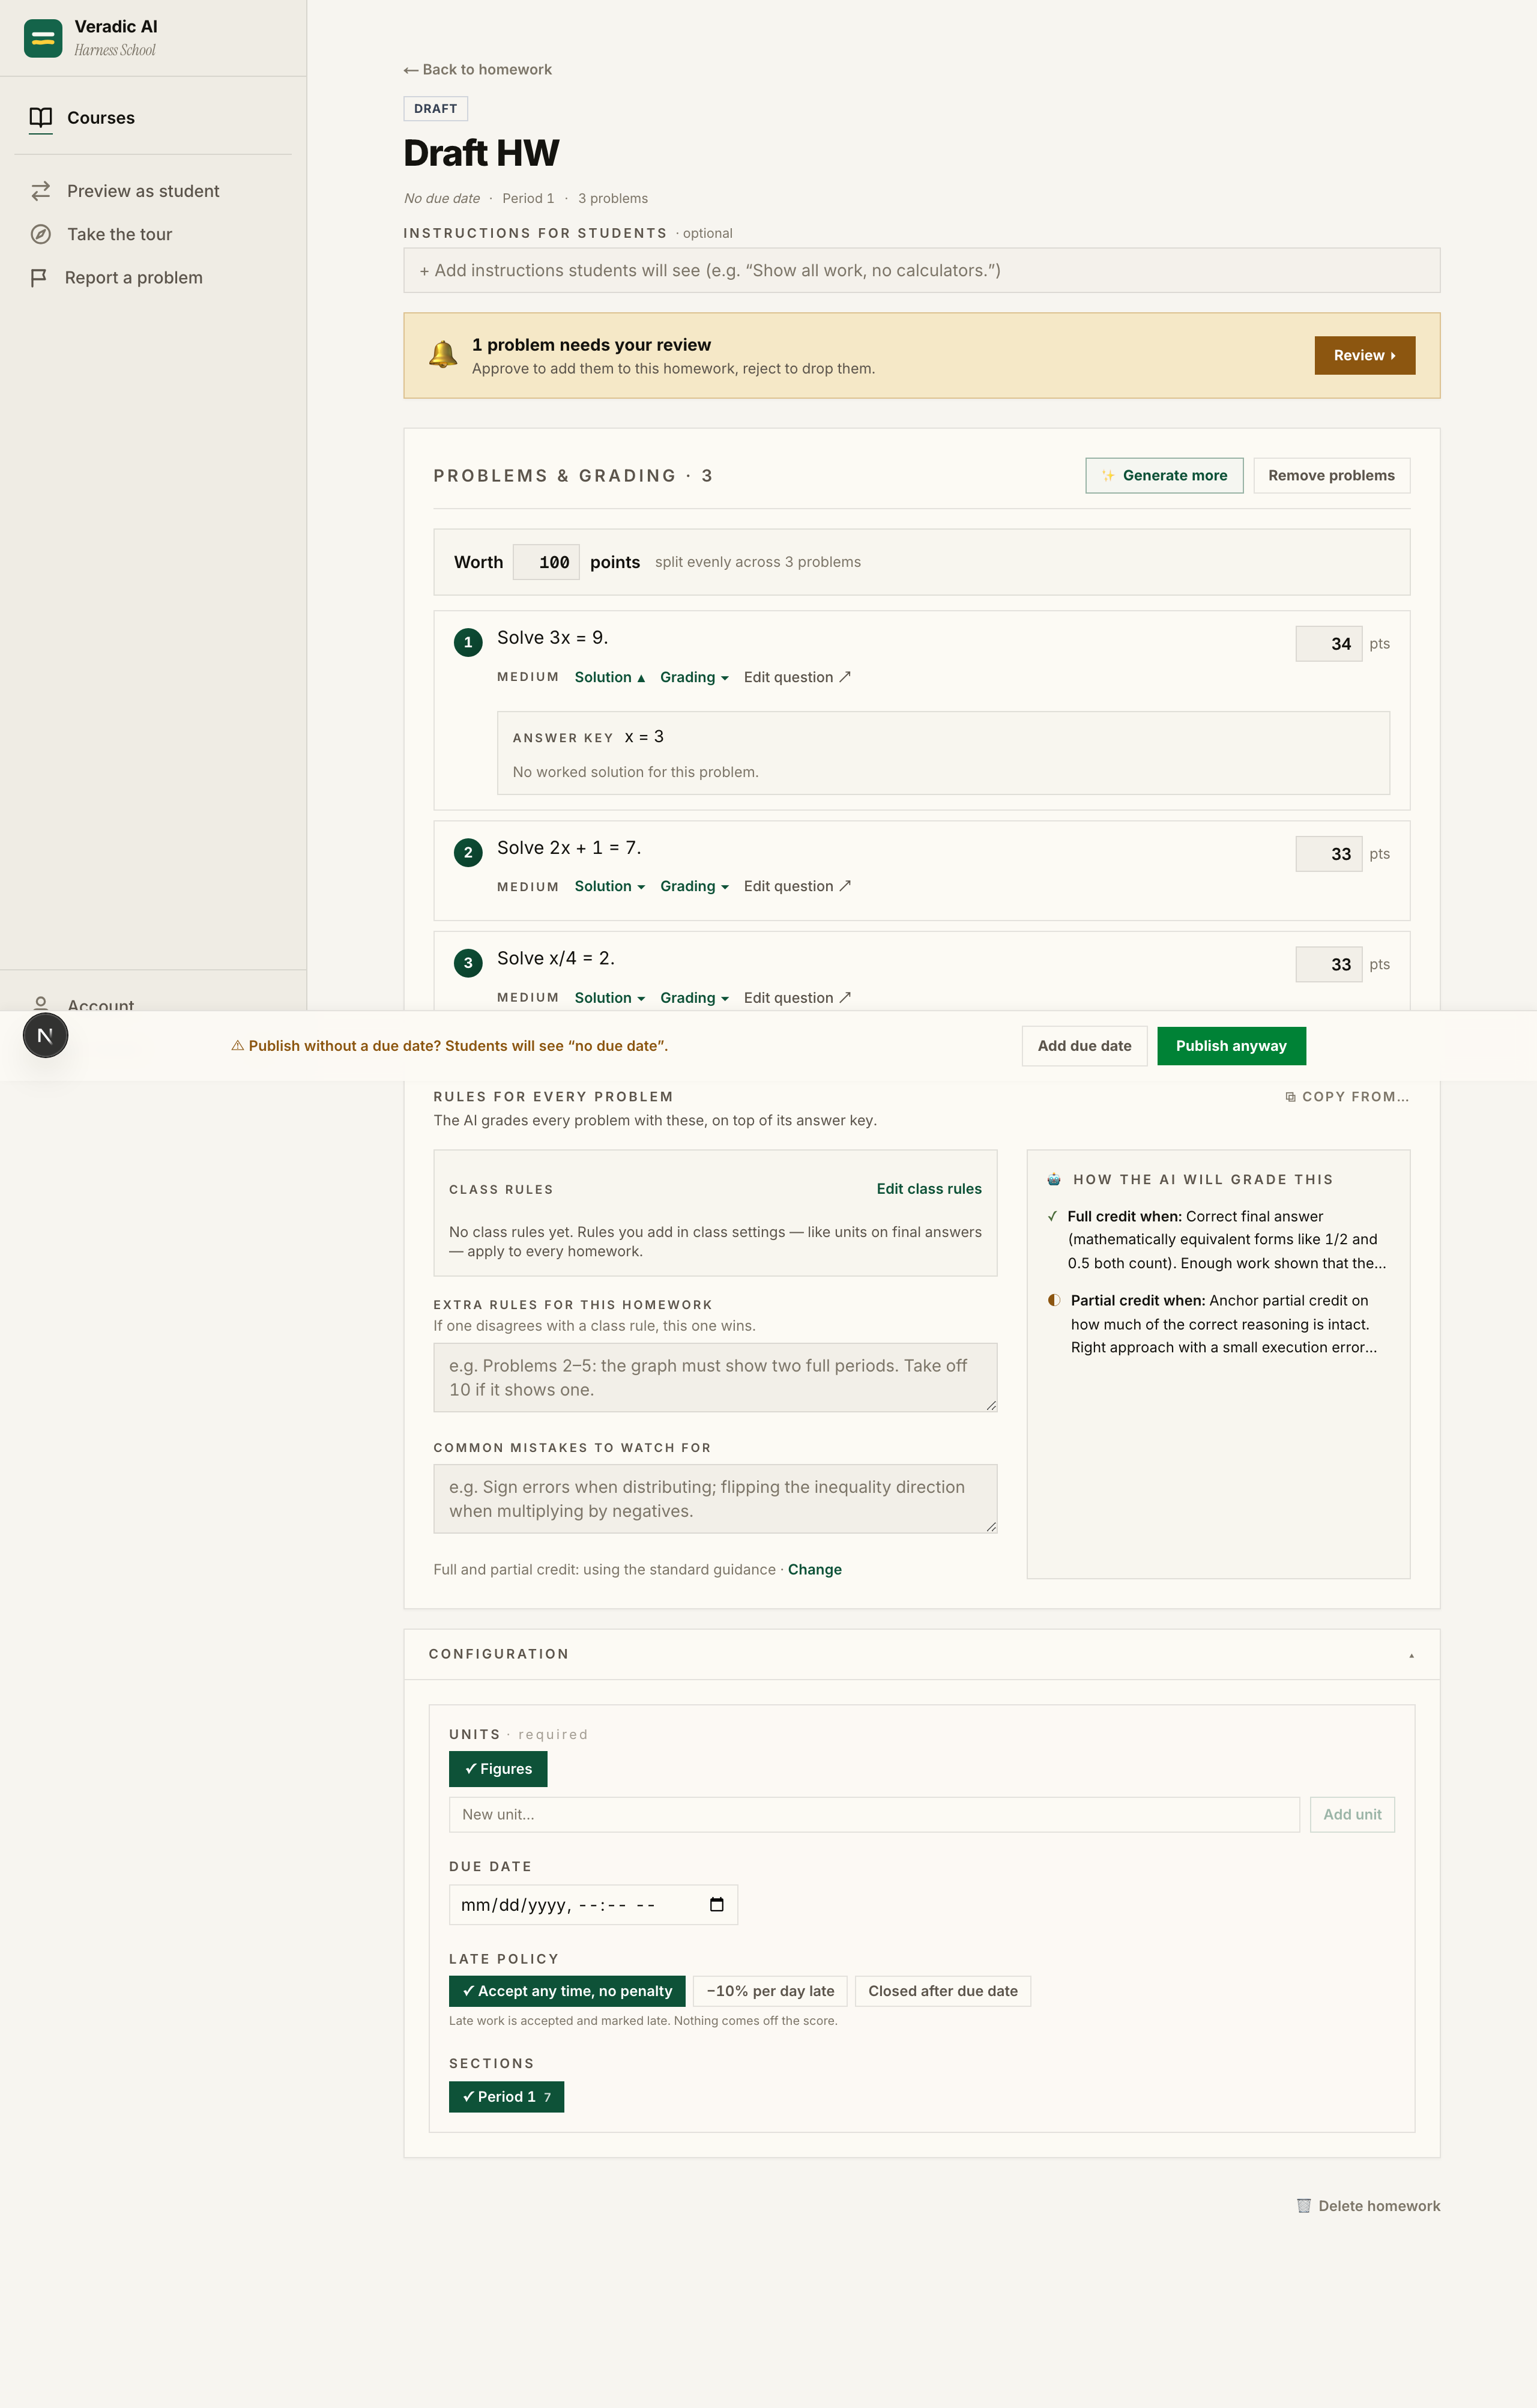 Veradic AI
Harness School
Courses
Preview as student
Take the tour
Report a problem
Account
← Back to homework
DRAFT
Draft HW
No due date · Period 1 · 3 problems
INSTRUCTIONS FOR STUDENTS · optional
+ Add instructions students will see (e.g. “Show all work, no calculators.”)
1 problem needs your review
Approve to add them to this homework, reject to drop them.
Review ▸
PROBLEMS & GRADING · 3
✨ Generate more
Remove problems
Worth 100 points split evenly across 3 problems
1 Solve 3x = 9. 34 pts
MEDIUM Solution ▴ Grading ▾ Edit question ↗
ANSWER KEY x = 3
No worked solution for this problem.
2 Solve 2x + 1 = 7. 33 pts
MEDIUM Solution ▾ Grading ▾ Edit question ↗
3 Solve x/4 = 2. 33 pts
MEDIUM Solution ▾ Grading ▾ Edit question ↗
N
⚠ Publish without a due date? Students will see “no due date”.
Add due date
Publish anyway
RULES FOR EVERY PROBLEM
⧉ COPY FROM…
The AI grades every problem with these, on top of its answer key.
CLASS RULES
Edit class rules
No class rules yet. Rules you add in class settings — like units on final answers
— apply to every homework.
EXTRA RULES FOR THIS HOMEWORK
If one disagrees with a class rule, this one wins.
e.g. Problems 2–5: the graph must show two full periods. Take off
10 if it shows one.
COMMON MISTAKES TO WATCH FOR
e.g. Sign errors when distributing; flipping the inequality direction
when multiplying by negatives.
Full and partial credit: using the standard guidance · Change
HOW THE AI WILL GRADE THIS
✓ Full credit when: Correct final answer
(mathematically equivalent forms like 1/2 and
0.5 both count). Enough work shown that the…
Partial credit when: Anchor partial credit on
how much of the correct reasoning is intact.
Right approach with a small execution error…
CONFIGURATION
UNITS · required
✓ Figures
New unit…
Add unit
DUE DATE
mm/dd/yyyy, --:-- --
LATE POLICY
✓ Accept any time, no penalty
−10% per day late
Closed after due date
Late work is accepted and marked late. Nothing comes off the score.
SECTIONS
✓ Period 1 7
Delete homework